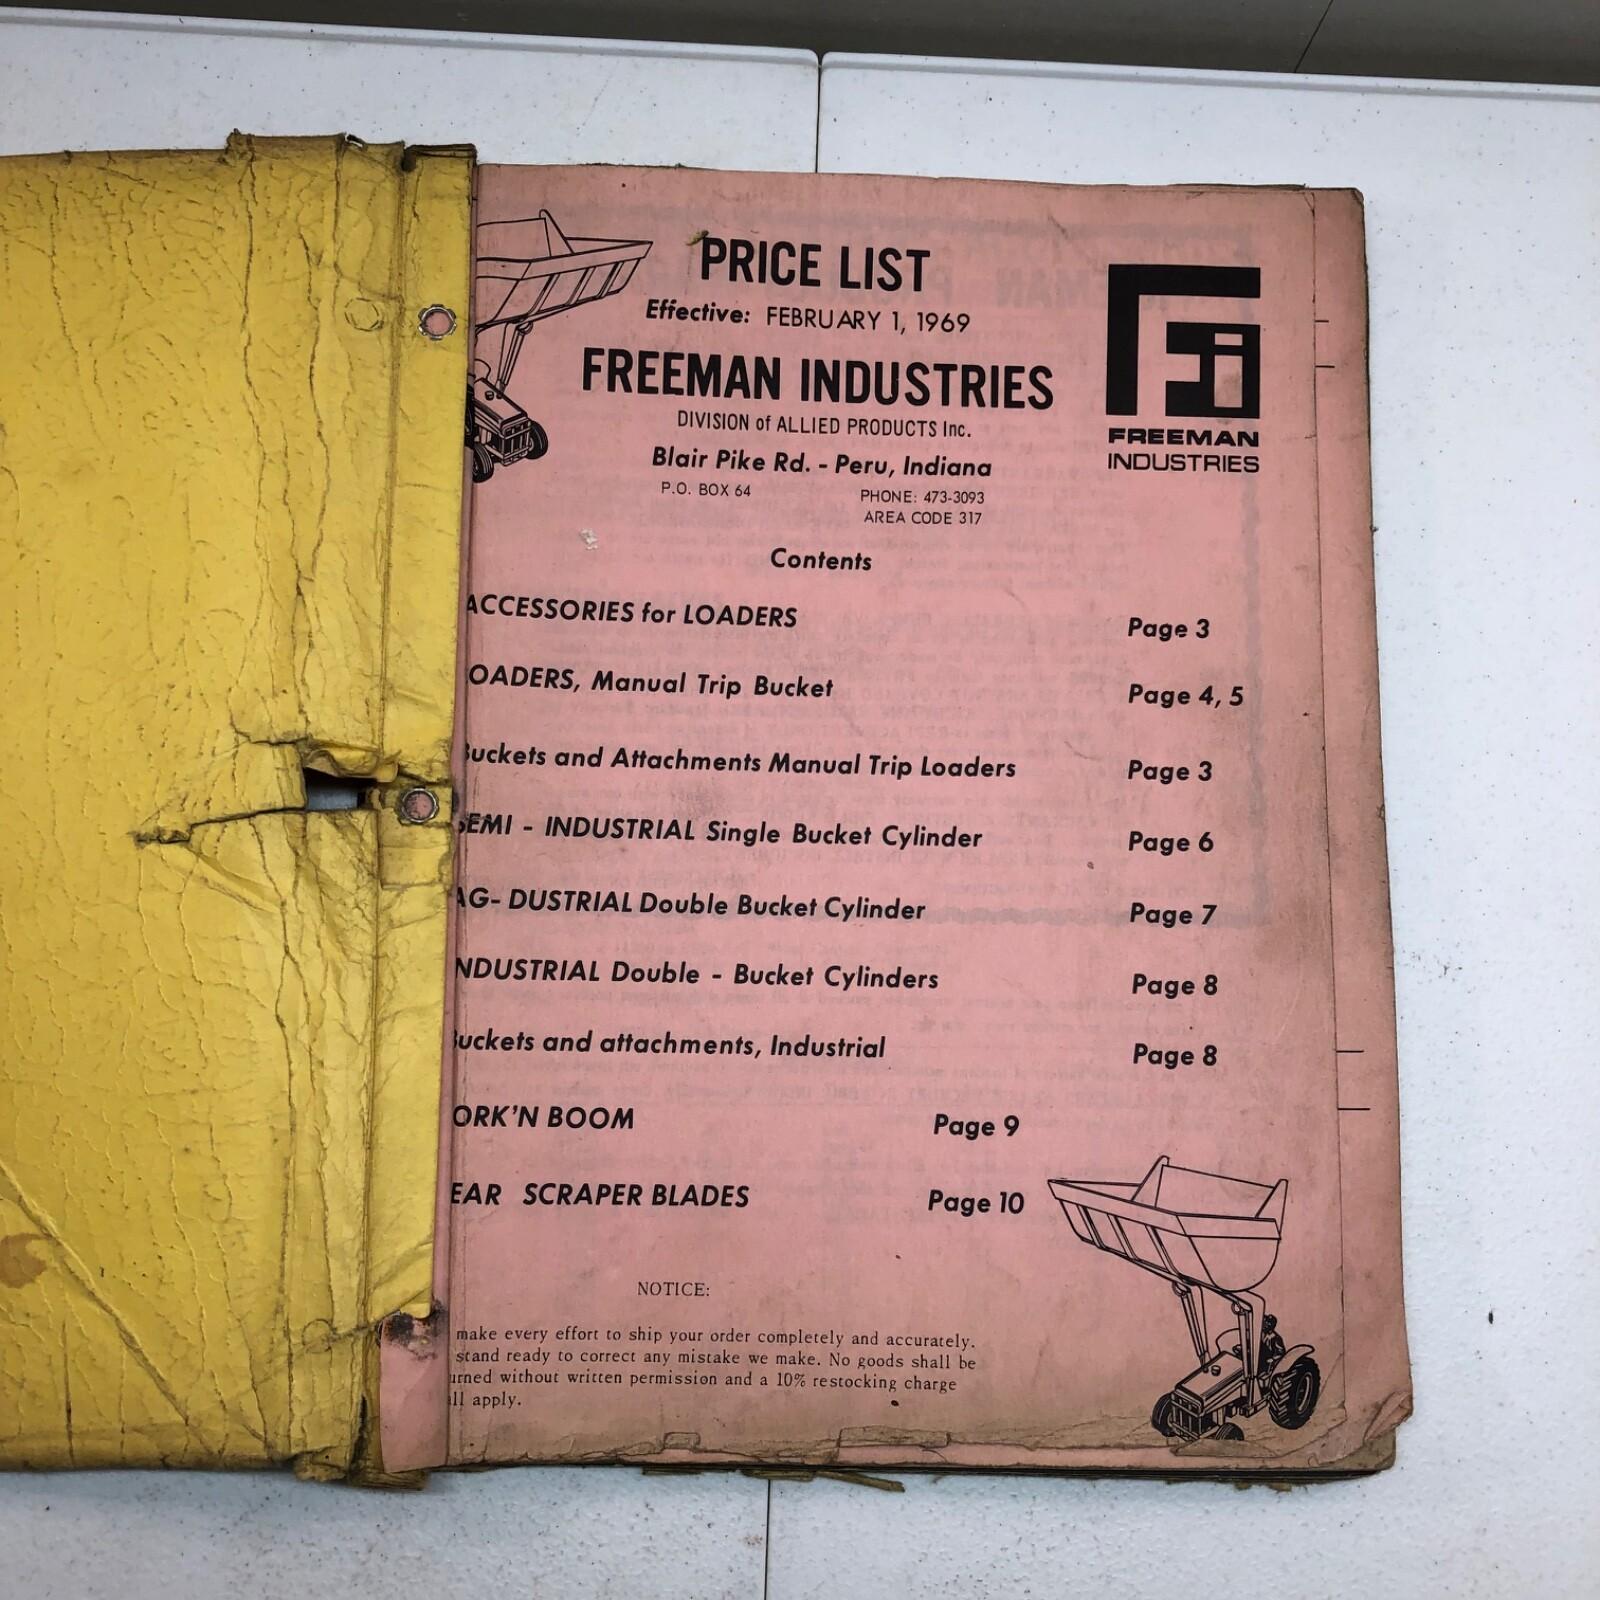 PRICE LIST
Effective: FEBRUARY 1, 1969
FREEMAN INDUSTRIES
DIVISION of ALLIED PRODUCTS Inc.
Blair Pike Rd. - Peru, Indiana
P.O. BOX 64 PHONE: 473-3093
AREA CODE 317
FREEMAN
INDUSTRIES
Contents
ACCESSORIES for LOADERS Page 3
OADERS, Manual Trip Bucket Page 4, 5
Buckets and Attachments Manual Trip Loaders Page 3
SEMI - INDUSTRIAL Single Bucket Cylinder Page 6
AG- DUSTRIAL Double Bucket Cylinder Page 7
NDUSTRIAL Double - Bucket Cylinders Page 8
Buckets and attachments, Industrial Page 8
ORK'N BOOM Page 9
EAR SCRAPER BLADES Page 10
NOTICE:
make every effort to ship your order completely and accurately.
stand ready to correct any mistake we make. No goods shall be
urned without written permission and a 10% restocking charge
ll apply.